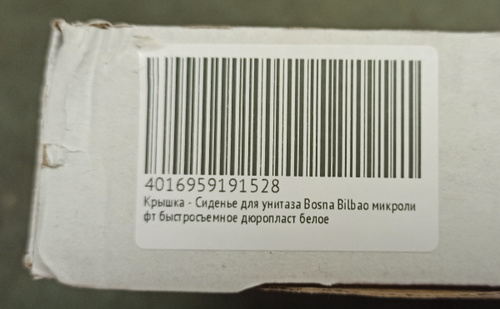 4016959191528
Крышка - Сиденье для унитаза Bosna Bilbao микроли
фт быстросъемное дюропласт белое